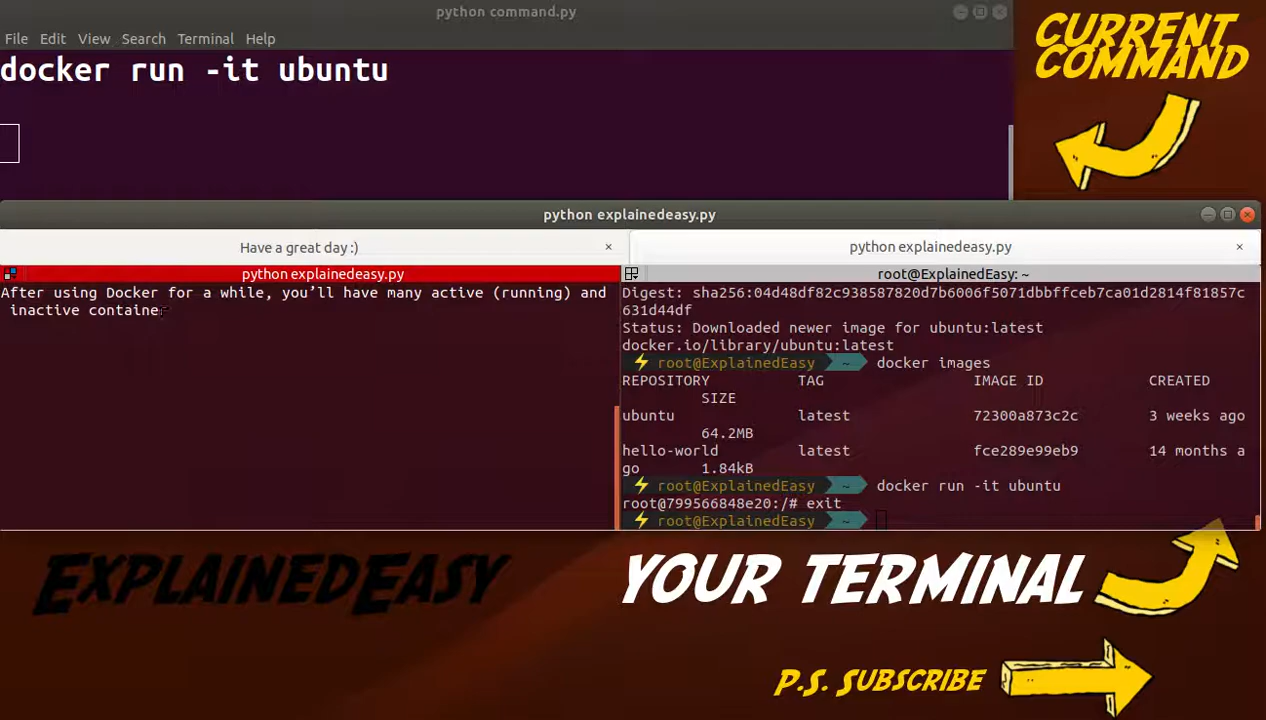 python command.py
File Edit View Search Terminal Help
docker run -it ubuntu
CURRENT
COMMAND
python explainedeasy.py
Have a great day :) ×
python explainedeasy.py ×
python explainedeasy.py
After using Docker for a while, you’ll have many active (running) and
inactive containe
root@ExplainedEasy: ~
Digest: sha256:04d48df82c938587820d7b6006f5071dbbffceb7ca01d2814f81857c
631d44df
Status: Downloaded newer image for ubuntu:latest
docker.io/library/ubuntu:latest
⚡ root@ExplainedEasy ~ docker images
REPOSITORY TAG IMAGE ID CREATED
SIZE
ubuntu latest 72300a873c2c 3 weeks ago
64.2MB
hello-world latest fce289e99eb9 14 months a
go 1.84kB
⚡ root@ExplainedEasy ~ docker run -it ubuntu
root@799566848e20:/# exit
⚡ root@ExplainedEasy ~
EXPLAINEDEASY
YOUR TERMINAL
P.S. SUBSCRIBE